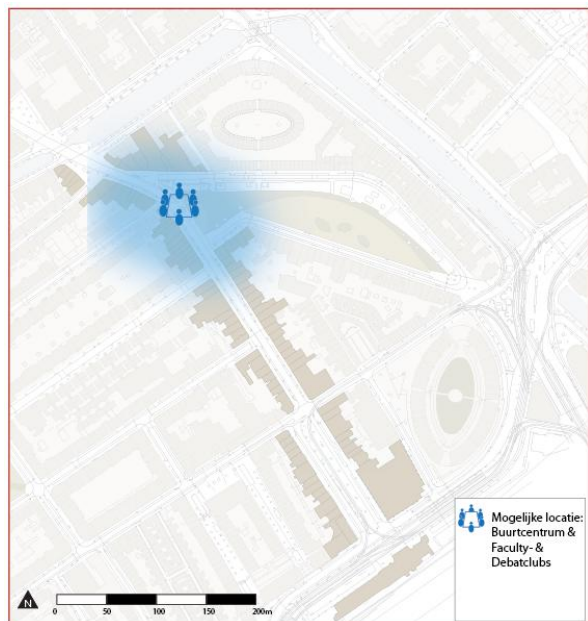 Mogelijke locatie:
Buurtcentrum &
Faculty- &
Debatclubs
N
0 50 100 150 200m